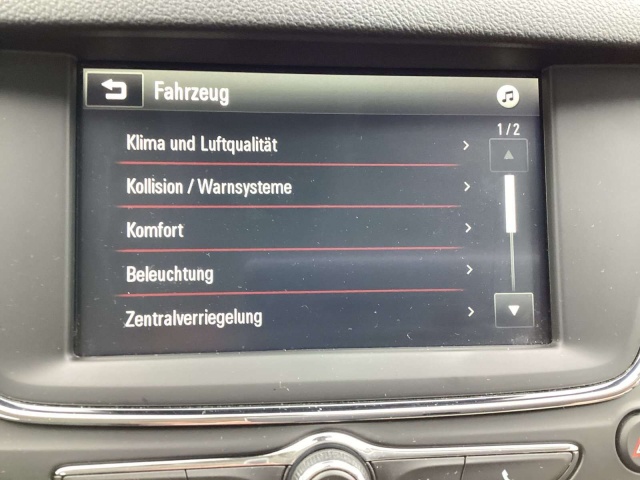 Fahrzeug
1/2
Klima und Luftqualität
Kollision / Warnsysteme
Komfort
Beleuchtung
Zentralverriegelung